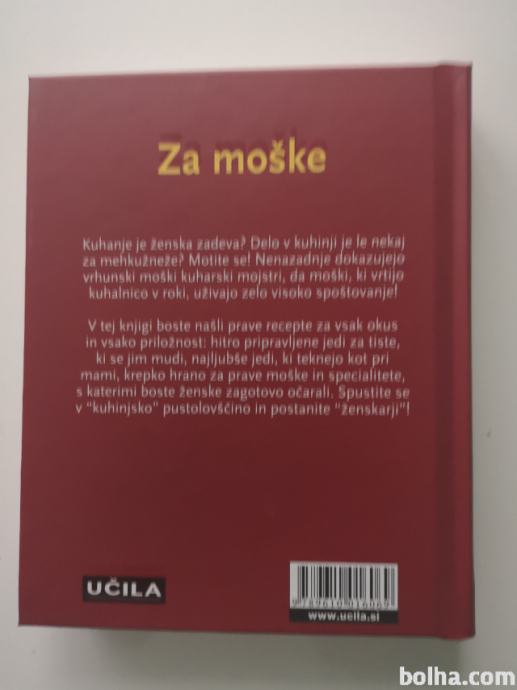 Za moške
Kuhanje je ženska zadeva? Delo v kuhinji je le nekaj
za mehkužneže? Motite se! Nenazadnje dokazujejo
vrhunski moški kuharski mojstri, da moški, ki vrtijo
kuhalnico v roki, uživajo zelo visoko spoštovanje!
V tej knjigi boste našli prave recepte za vsak okus
in vsako priložnost: hitro pripravljene jedi za tiste,
ki se jim mudi, najljubše jedi, ki teknejo kot pri
mami, krepko hrano za prave moške in specialitete,
s katerimi boste ženske zagotovo očarali. Spustite se
v "kuhinjsko" pustolovščino in postanite "ženskarji"!
UČILA
9789610016069
www.ucila.si
bolha.com